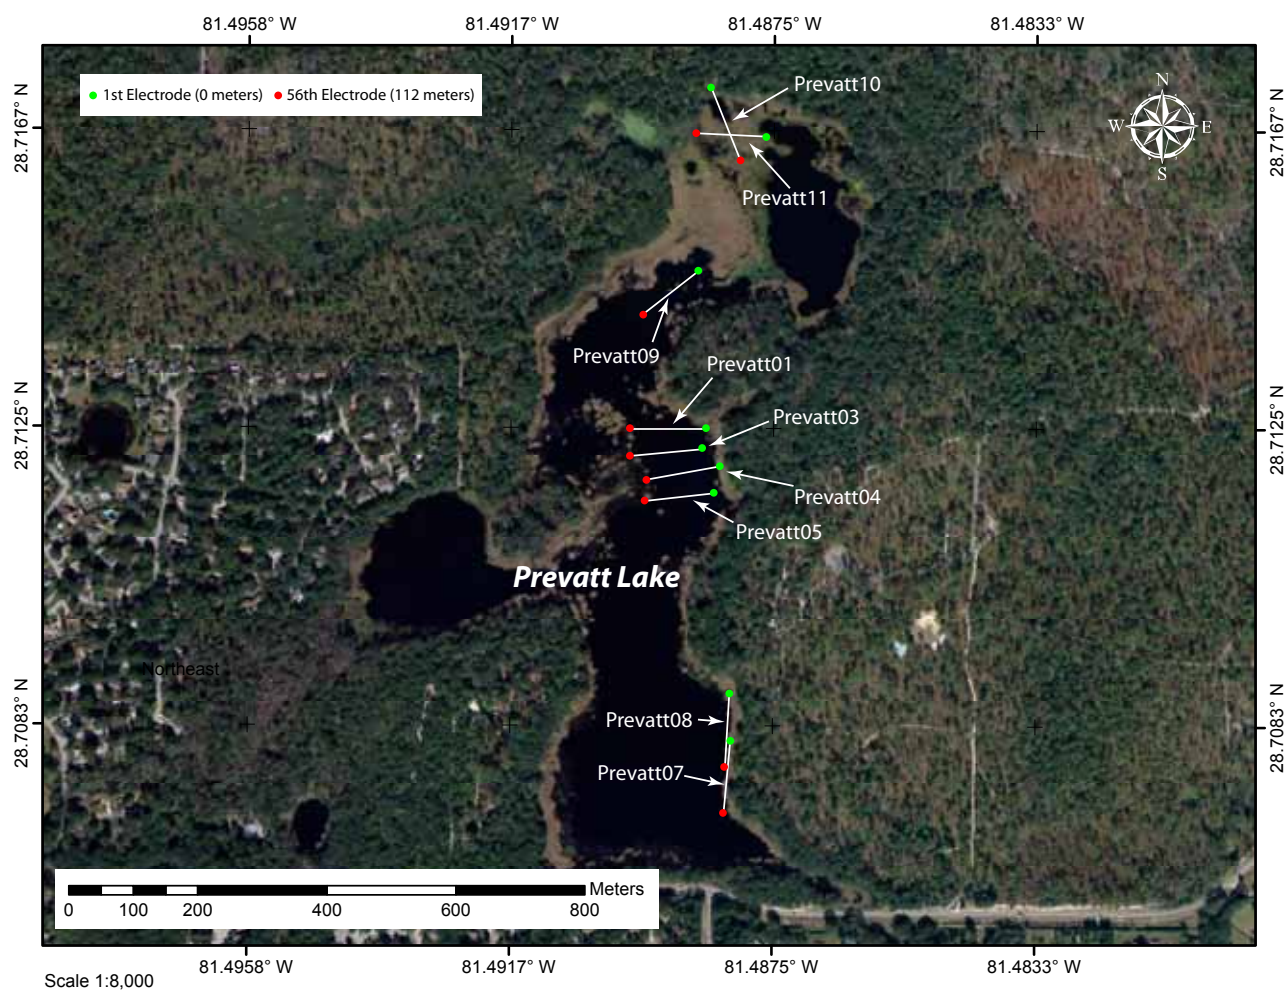 81.4958° W 81.4917° W 81.4875° W 81.4833° W
1st Electrode (0 meters) 56th Electrode (112 meters)
N
W E
S
28.7167° N 28.7167° N
Prevatt10
Prevatt11
Prevatt09
Prevatt01
28.7125° N 28.7125° N
Prevatt03
Prevatt04
Prevatt05
Prevatt Lake
Northeast
28.7083° N 28.7083° N
Prevatt08
Prevatt07
Meters
0 100 200 400 600 800
81.4958° W 81.4917° W 81.4875° W 81.4833° W
Scale 1:8,000